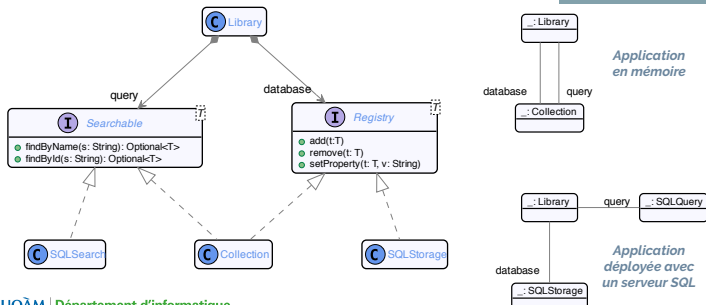 C Library
query
database
T
I Searchable
findByName(s: String): Optional<T>
findById(s: String): Optional<T>
T
I Registry
add(t:T)
remove(t: T)
setProperty(t: T, v: String)
C SQLSearch
C Collection
C SQLStorage
_: Library
database
query
_: Collection
Application
en mémoire
_: Library
query
_: SQLQuery
database
_: SQLStorage
Application
déployée avec
un serveur SQL
UQÀM | Département d'informatique